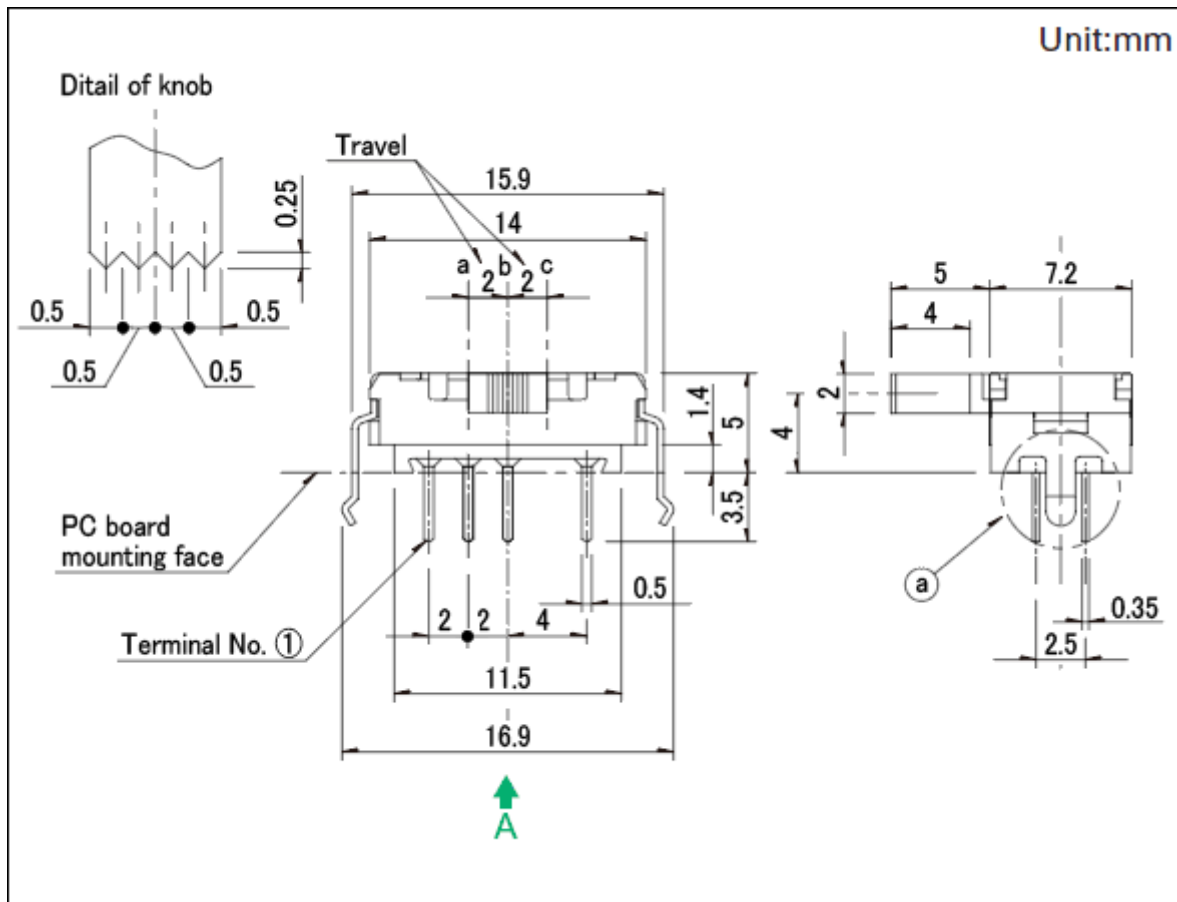 Unit:mm
Ditail of knob
0.25
0.5
0.5
0.5
0.5
Travel
15.9
14
a
b
c
2
2
1.4
5
3.5
PC board
mounting face
Terminal No. ①
2
2
4
0.5
11.5
16.9
A
5
7.2
4
2
4
a
0.35
2.5